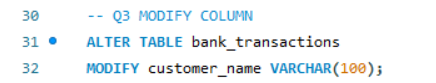 30 -- Q3 MODIFY COLUMN
31 ALTER TABLE bank_transactions
32 MODIFY customer_name VARCHAR(100);